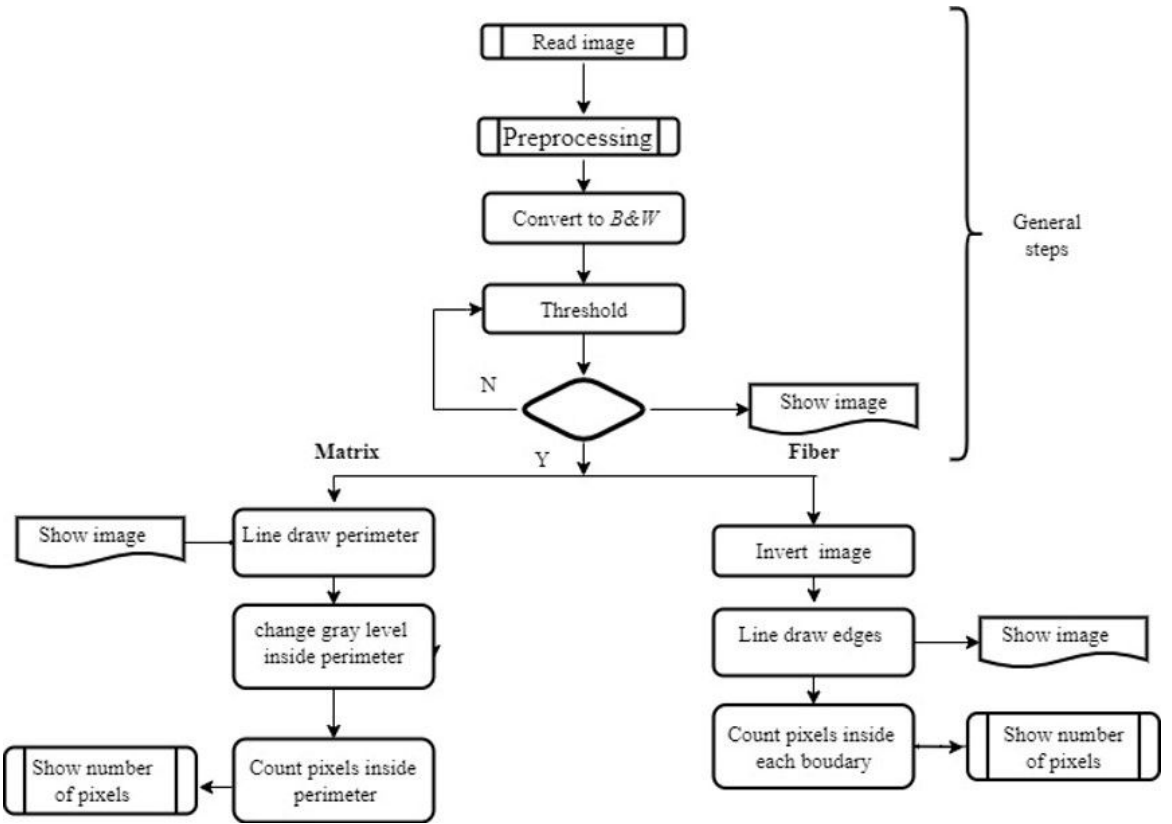 Read image
Preprocessing
Convert to B&W
General
steps
Threshold
N
Show image
Matrix
Y
Fiber
Show image
Line draw perimeter
Invert image
change gray level
inside perimeter
Line draw edges
Show image
Show number
of pixels
Count pixels inside
perimeter
Count pixels inside
each boudary
Show number
of pixels